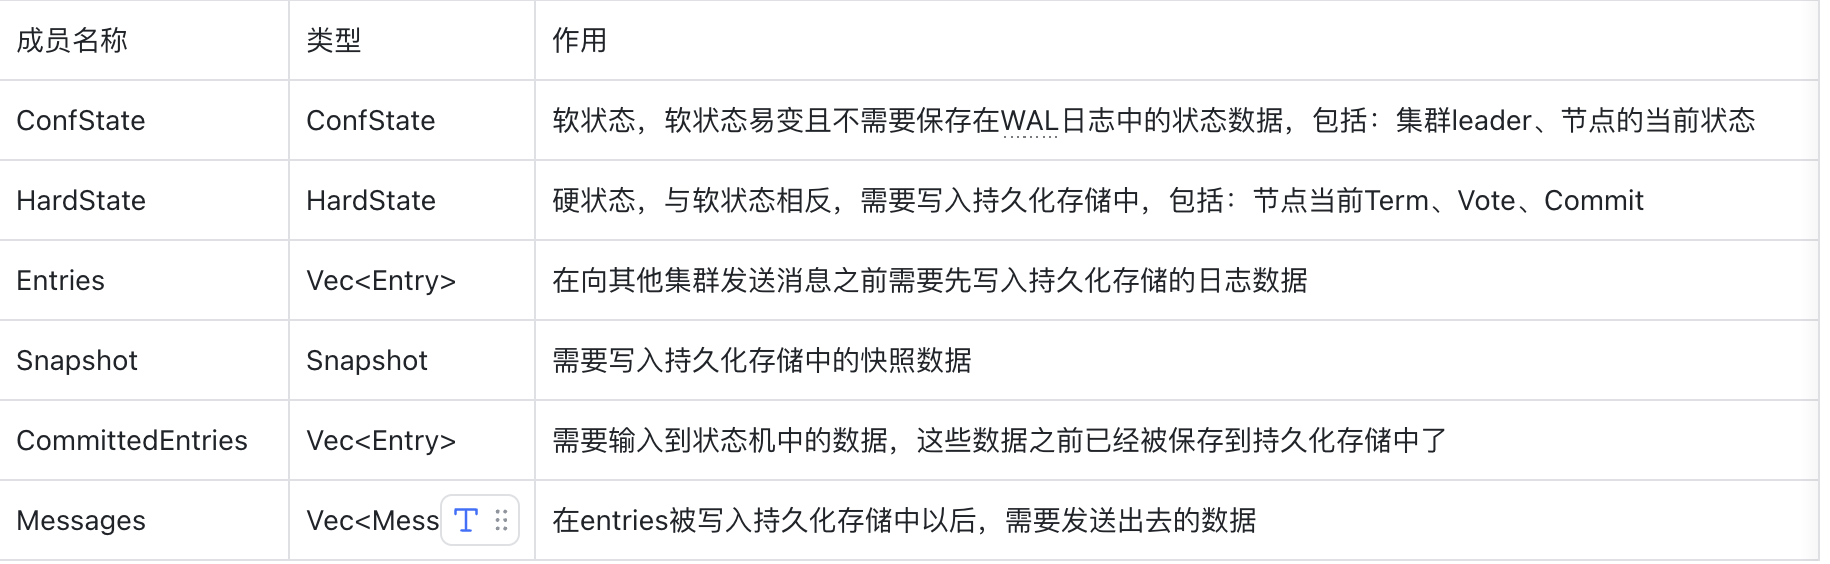 成员名称 类型 作用
ConfState ConfState 软状态，软状态易变且不需要保存在WAL日志中的状态数据，包括：集群leader、节点的当前状态
HardState HardState 硬状态，与软状态相反，需要写入持久化存储中，包括：节点当前Term、Vote、Commit
Entries Vec<Entry> 在向其他集群发送消息之前需要先写入持久化存储的日志数据
Snapshot Snapshot 需要写入持久化存储中的快照数据
CommittedEntries Vec<Entry> 需要输入到状态机中的数据，这些数据之前已经被保存到持久化存储中了
Messages Vec<Mess T 在entries被写入持久化存储中以后，需要发送出去的数据